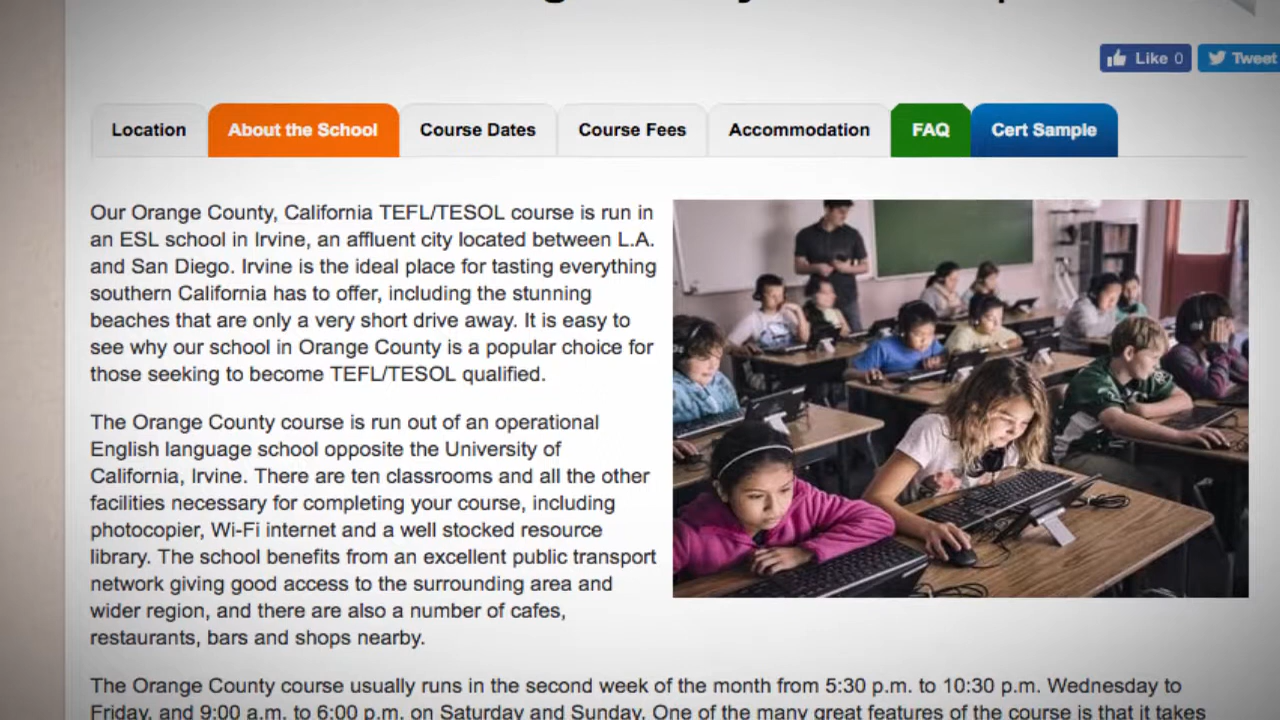 Like 0
Tweet
Location
About the School
Course Dates
Course Fees
Accommodation
FAQ
Cert Sample
Our Orange County, California TEFL/TESOL course is run in
an ESL school in Irvine, an affluent city located between L.A.
and San Diego. Irvine is the ideal place for tasting everything
southern California has to offer, including the stunning
beaches that are only a very short drive away. It is easy to
see why our school in Orange County is a popular choice for
those seeking to become TEFL/TESOL qualified.
The Orange County course is run out of an operational
English language school opposite the University of
California, Irvine. There are ten classrooms and all the other
facilities necessary for completing your course, including
photocopier, Wi-Fi internet and a well stocked resource
library. The school benefits from an excellent public transport
network giving good access to the surrounding area and
wider region, and there are also a number of cafes,
restaurants, bars and shops nearby.
The Orange County course usually runs in the second week of the month from 5:30 p.m. to 10:30 p.m. Wednesday to
Friday, and 9:00 a.m. to 6:00 p.m. on Saturday and Sunday. One of the many great features of the course is that it takes